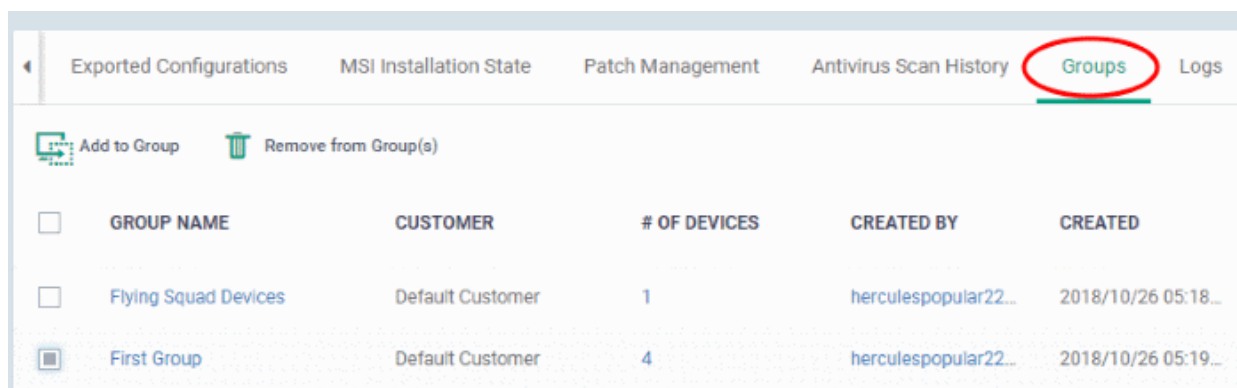 Exported Configurations MSI Installation State Patch Management Antivirus Scan History Groups Logs
Add to Group Remove from Group(s)
GROUP NAME CUSTOMER # OF DEVICES CREATED BY CREATED
Flying Squad Devices Default Customer 1 herculespopular22... 2018/10/26 05:18...
First Group Default Customer 4 herculespopular22... 2018/10/26 05:19...